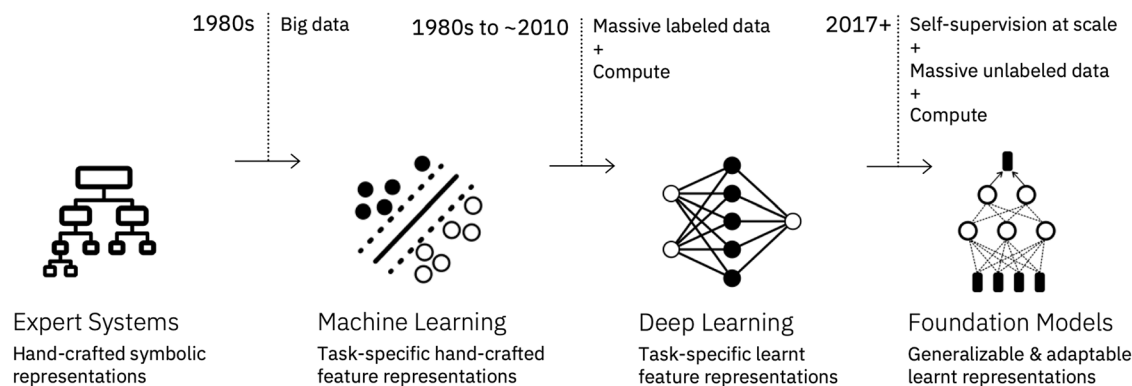 1980s
Big data
1980s to ~2010
Massive labeled data
+
Compute
2017+
Self-supervision at scale
+
Massive unlabeled data
+
Compute
Expert Systems
Hand-crafted symbolic
representations
Machine Learning
Task-specific hand-crafted
feature representations
Deep Learning
Task-specific learnt
feature representations
Foundation Models
Generalizable & adaptable
learnt representations